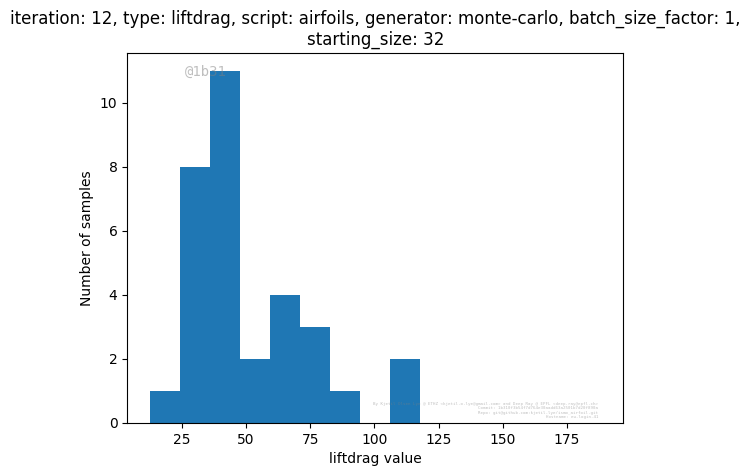 iteration: 12, type: liftdrag, script: airfoils, generator: monte-carlo, batch_size_factor: 1,
starting_size: 32
@1b31
10
8
6
4
2
0
Number of samples
25 50 75 100 125 150 175
liftdrag value